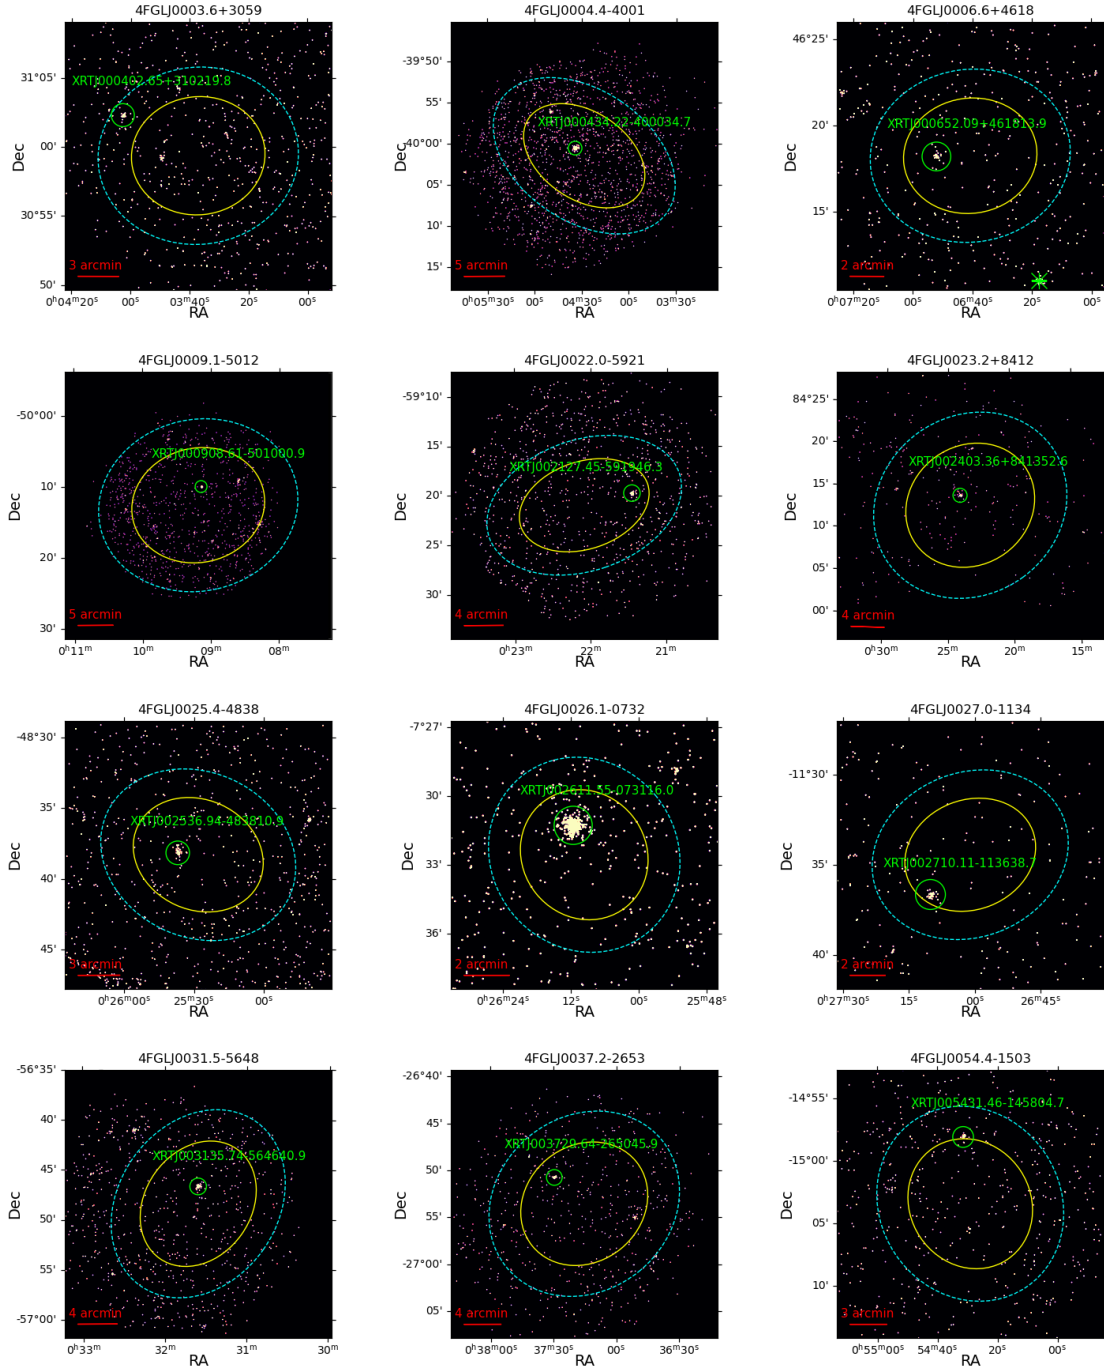 4FGLJ0003.6+3059
XRTJ000402.65+310219.8
31°05'
00'
30°55'
50'
Dec
3 arcmin
0ʰ04ᵐ20ˢ 05ˢ 03ᵐ40ˢ 20ˢ 00ˢ
RA
4FGLJ0004.4-4001
XRTJ000434.22-400034.7
-39°50'
55'
40°00'
05'
10'
15'
Dec
5 arcmin
0ʰ05ᵐ30ˢ 00ˢ 04ᵐ30ˢ 00ˢ 03ᵐ30ˢ
RA
4FGLJ0006.6+4618
XRTJ000652.09+461813.9
46°25'
20'
15'
Dec
2 arcmin
0ʰ07ᵐ20ˢ 00ˢ 06ᵐ40ˢ 20ˢ 00ˢ
RA
4FGLJ0009.1-5012
XRTJ000908.61-501000.9
-50°00'
10'
20'
30'
Dec
5 arcmin
0ʰ11ᵐ 10ᵐ 09ᵐ 08ᵐ
RA
4FGLJ0022.0-5921
XRTJ002127.45-591946.3
-59°10'
15'
20'
25'
30'
Dec
4 arcmin
0ʰ23ᵐ 22ᵐ 21ᵐ
RA
4FGLJ0023.2+8412
XRTJ002403.36+841352.6
84°25'
20'
15'
10'
05'
00'
Dec
4 arcmin
0ʰ30ᵐ 25ᵐ 20ᵐ 15ᵐ
RA
4FGLJ0025.4-4838
XRTJ002536.94-483810.9
-48°30'
35'
40'
45'
Dec
3 arcmin
0ʰ26ᵐ00ˢ 25ᵐ30ˢ 00ˢ
RA
4FGLJ0026.1-0732
XRTJ002611.55-073116.0
-7°27'
30'
33'
36'
Dec
2 arcmin
0ʰ26ᵐ24ˢ 12ˢ 00ˢ 25ᵐ48ˢ
RA
4FGLJ0027.0-1134
XRTJ002710.11-113638.7
-11°30'
35'
40'
Dec
2 arcmin
0ʰ27ᵐ30ˢ 15ˢ 00ˢ 26ᵐ45ˢ
RA
4FGLJ0031.5-5648
XRTJ003135.74-564640.9
-56°35'
40'
45'
50'
55'
-57°00'
Dec
4 arcmin
0ʰ33ᵐ 32ᵐ 31ᵐ 30ᵐ
RA
4FGLJ0037.2-2653
XRTJ003729.64-265045.9
-26°40'
45'
50'
55'
-27°00'
05'
Dec
4 arcmin
0ʰ38ᵐ00ˢ 37ᵐ30ˢ 00ˢ 36ᵐ30ˢ
RA
4FGLJ0054.4-1503
XRTJ005431.46-145804.7
-14°55'
-15°00'
05'
10'
Dec
3 arcmin
0ʰ55ᵐ00ˢ 54ᵐ40ˢ 20ˢ 00ˢ
RA